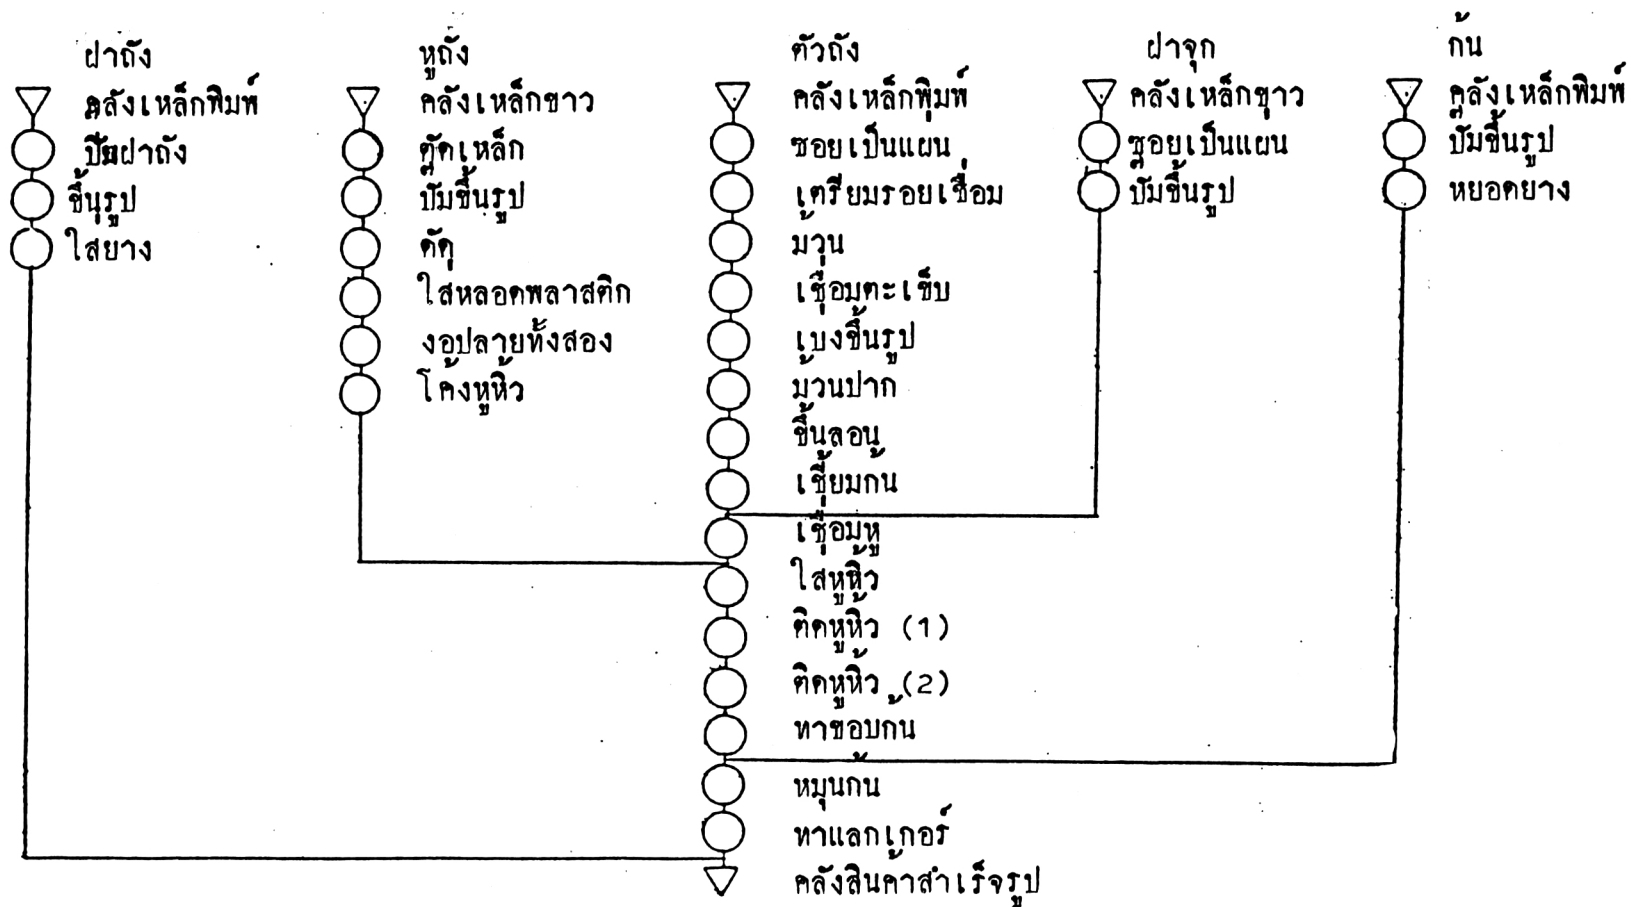 ฝาถัง
คลังเหล็กพิมพ์
ปั๊มฝาถัง
ขึ้นรูป
ใส่ยาง
หูถัง
คลังเหล็กขาว
ตัดเหล็ก
ปั๊มขึ้นรูป
ดัด
ใส่หลอดพลาสติก
งอปลายทั้งสอง
โค้งหูหิ้ว
ตัวถัง
คลังเหล็กพิมพ์
ซอยเป็นแผ่น
เตรียมรอยเชื่อม
ม้วน
เชื่อมตะเข็บ
เบ่งขึ้นรูป
ม้วนปาก
ขึ้นลอน
เชี่ยมก้น
เชื่อมหู
ใส่หูหิ้ว
ติดหูหิ้ว (1)
ติดหูหิ้ว (2)
ทาขอบก้น
หมุนก้น
ทาแลกเกอร์
คลังสินค้าสำเร็จรูป
ฝาจุก
คลังเหล็กขาว
ซอยเป็นแผ่น
ปั๊มขึ้นรูป
ก้น
คลังเหล็กพิมพ์
ปั๊มขึ้นรูป
หยอดยาง